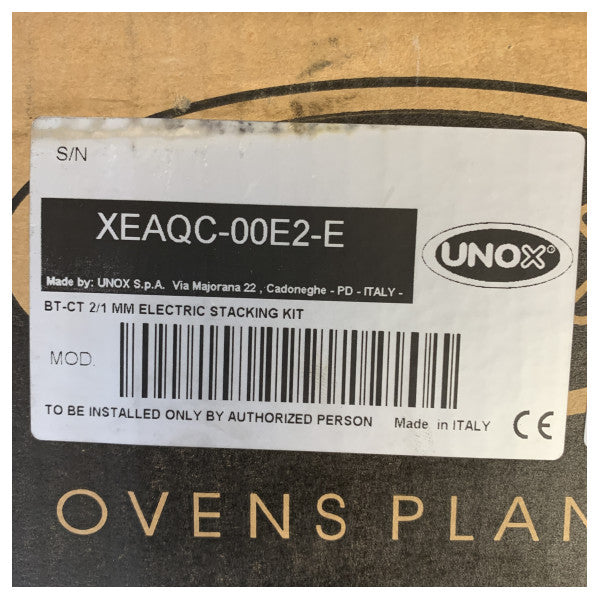 S/N
XEAQC-00E2-E
UNOX
Made by: UNOX S.p.A. Via Majorana 22 , Cadoneghe - PD - ITALY -
BT-CT 2/1 MM ELECTRIC STACKING KIT
MOD.
TO BE INSTALLED ONLY BY AUTHORIZED PERSON Made in ITALY CE
OVENS PLAN